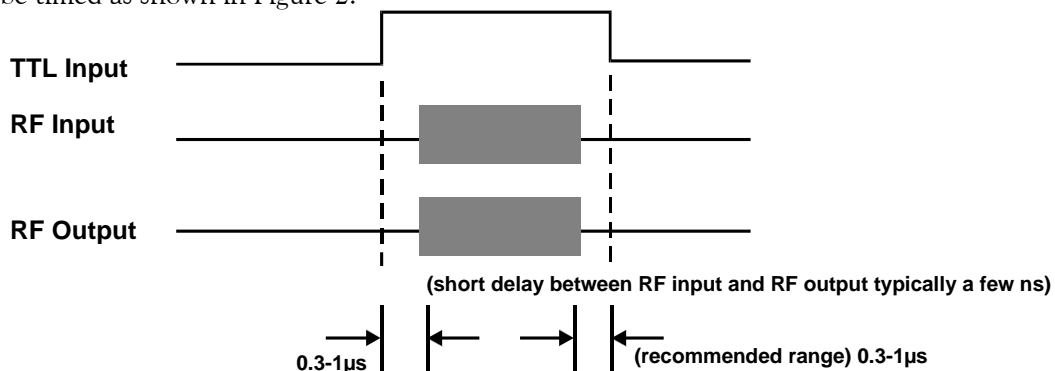 be timed as shown in Figure 2.
TTL Input
RF Input
RF Output
(short delay between RF input and RF output typically a few ns)
0.3-1µs
(recommended range) 0.3-1µs